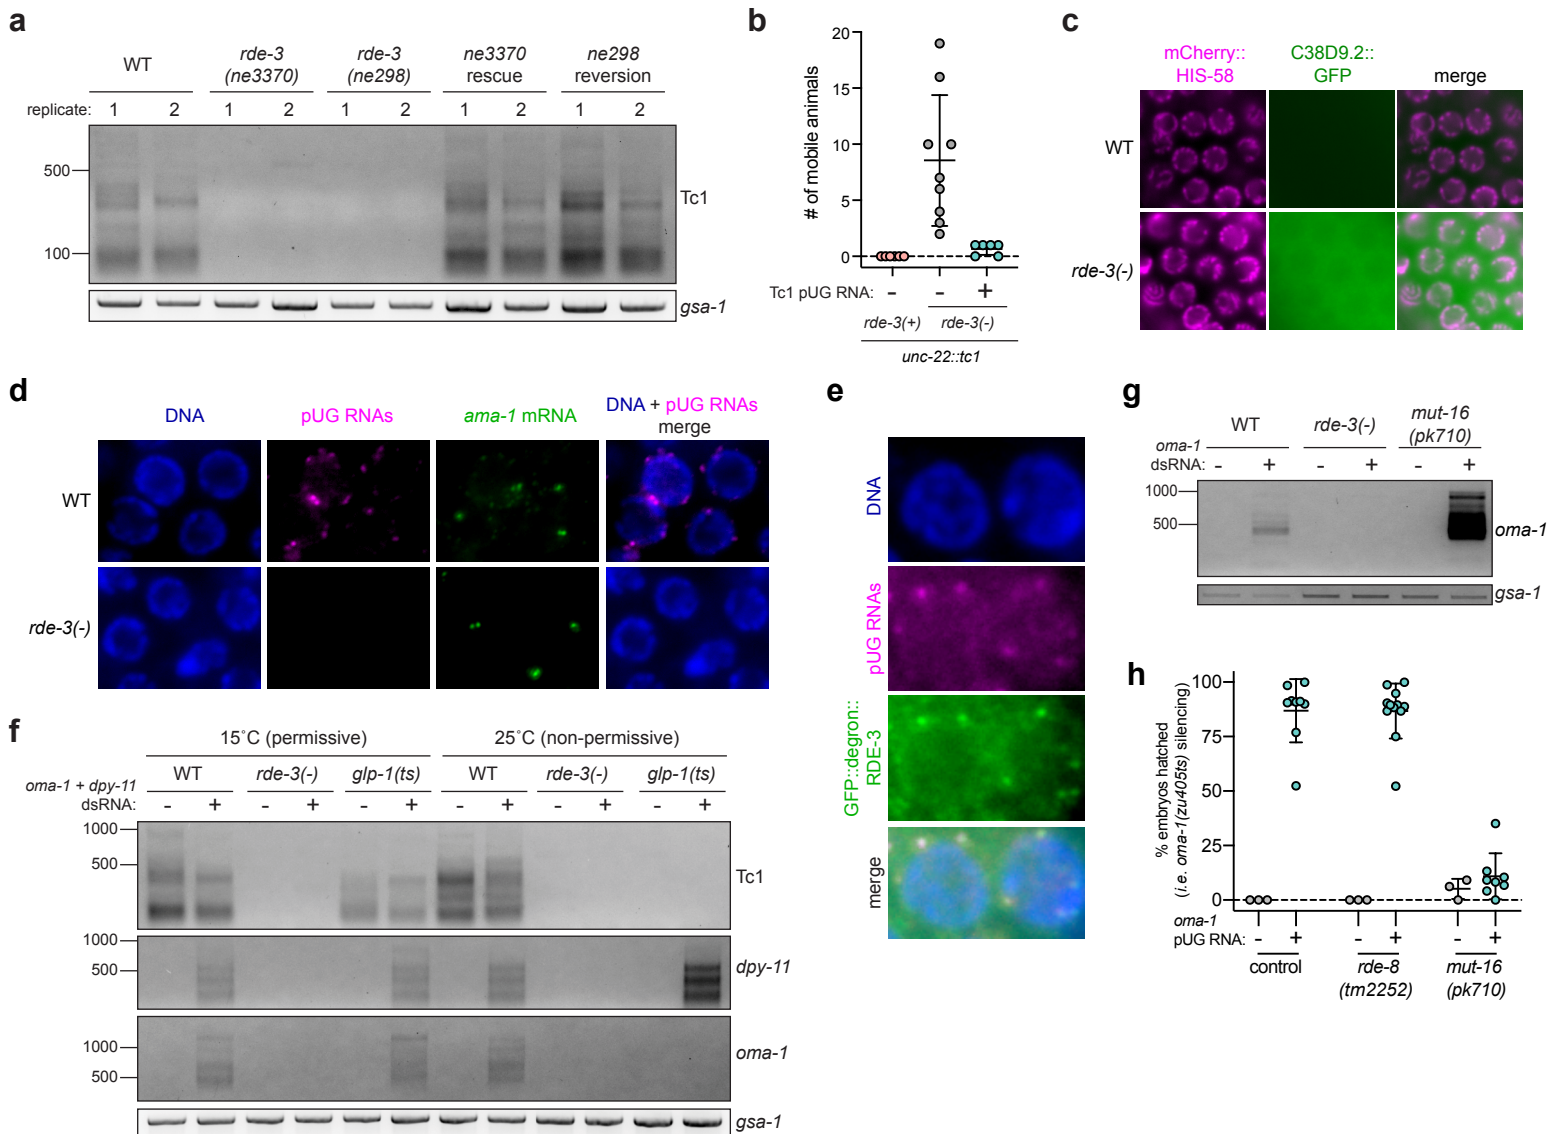 a
WT
rde-3
(ne3370)
rde-3
(ne298)
ne3370
rescue
ne298
reversion
replicate: 1 2 1 2 1 2 1 2 1 2
500
100
Tc1
gsa-1
b
# of mobile animals
20
15
10
5
0
Tc1 pUG RNA: - - +
rde-3(+) rde-3(-)
unc-22::tc1
c
mCherry::
HIS-58
C38D9.2::
GFP
merge
WT
rde-3(-)
d
DNA
pUG RNAs
ama-1 mRNA
DNA + pUG RNAs
merge
WT
rde-3(-)
e
DNA
pUG RNAs
GFP::degron::
RDE-3
merge
f
15˚C (permissive) 25˚C (non-permissive)
WT rde-3(-) glp-1(ts) WT rde-3(-) glp-1(ts)
oma-1 + dpy-11
dsRNA: - + - + - + - + - + - +
1000
500
Tc1
1000
500
dpy-11
1000
500
oma-1
gsa-1
g
WT rde-3(-) mut-16
(pk710)
oma-1
dsRNA: - + - + - +
1000
500
oma-1
gsa-1
h
% embryos hatched
(i.e. oma-1(zu405ts) silencing)
100
75
50
25
0
oma-1
pUG RNA: - + - + - +
control rde-8 mut-16
(tm2252) (pk710)